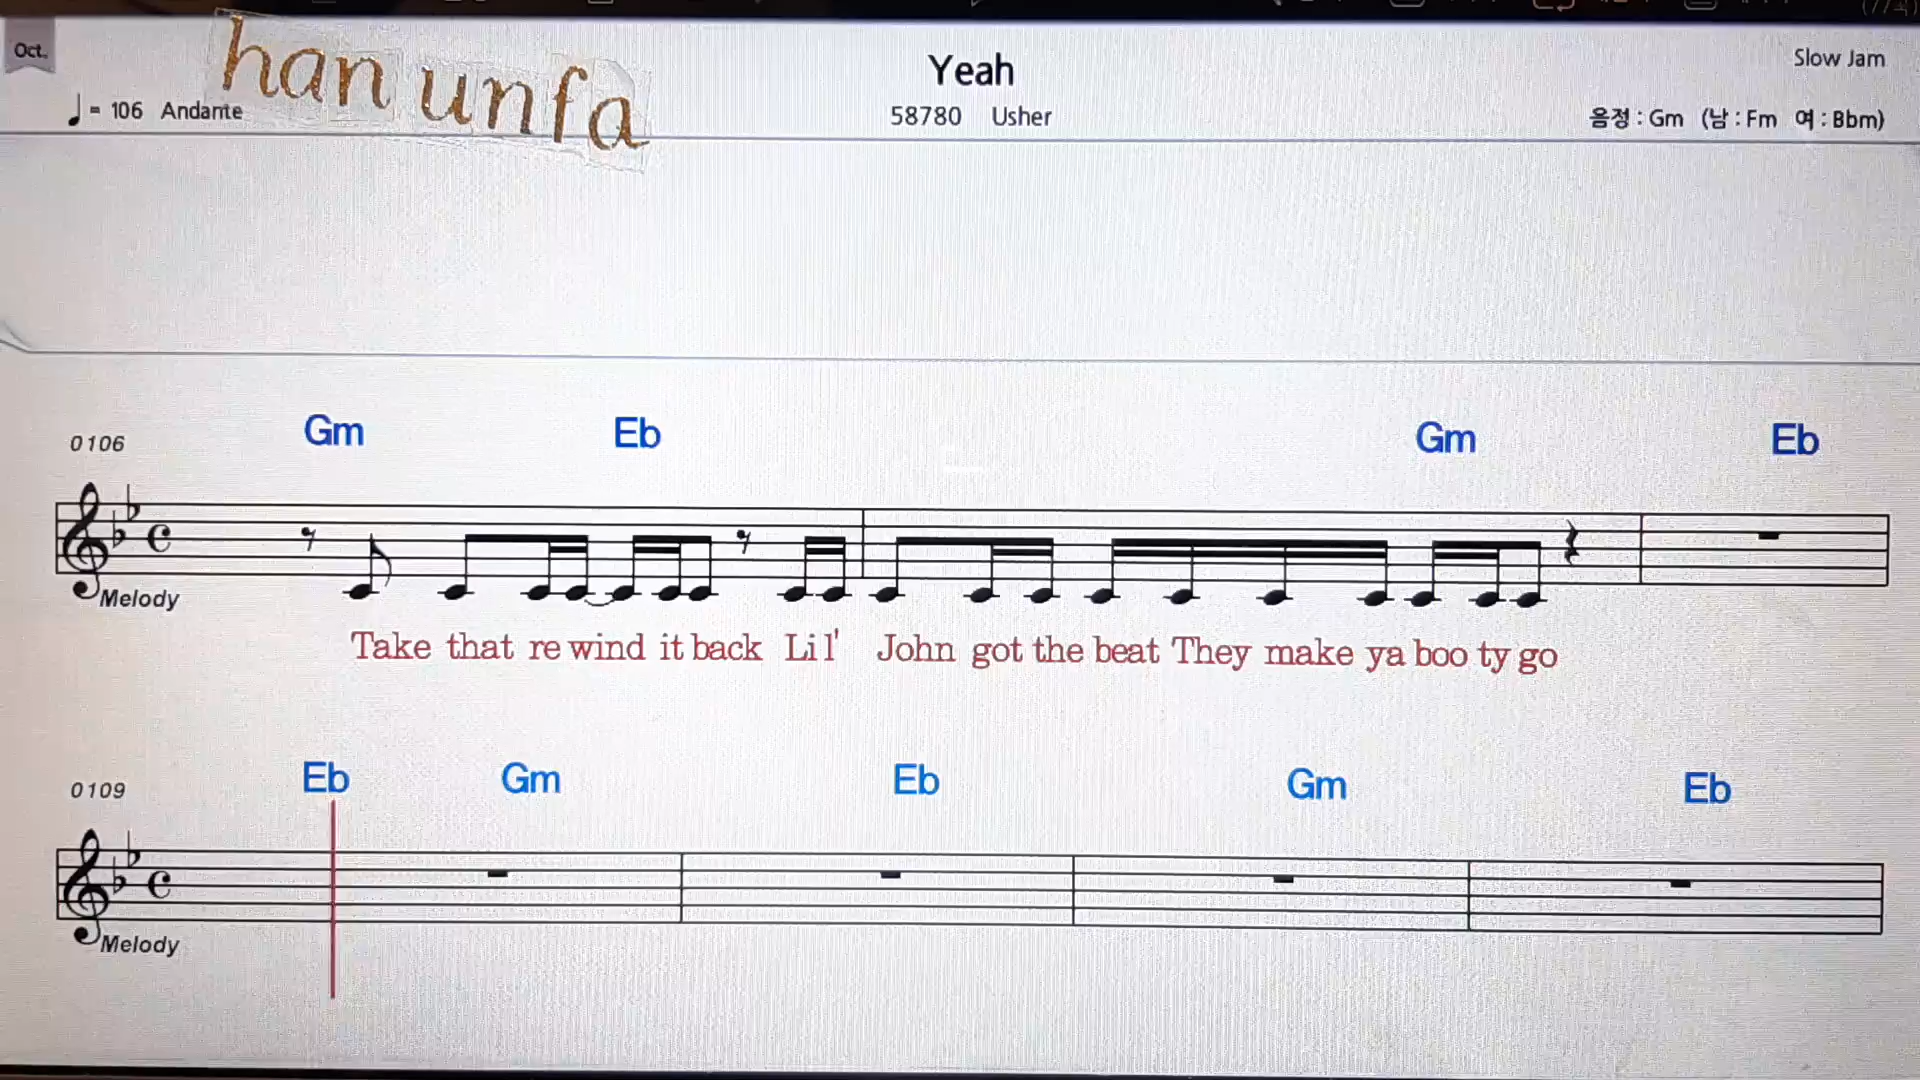 Oct.
han unfa
Yeah
Slow Jam
= 106 Andante
58780 Usher
음정 : Gm (남 : Fm 여 : Bbm)
0106 Gm Eb Gm Eb
Melody
Take that re wind it back Lil' John got the beat They make ya boo ty go
0109 Eb Gm Eb Gm Eb
Melody